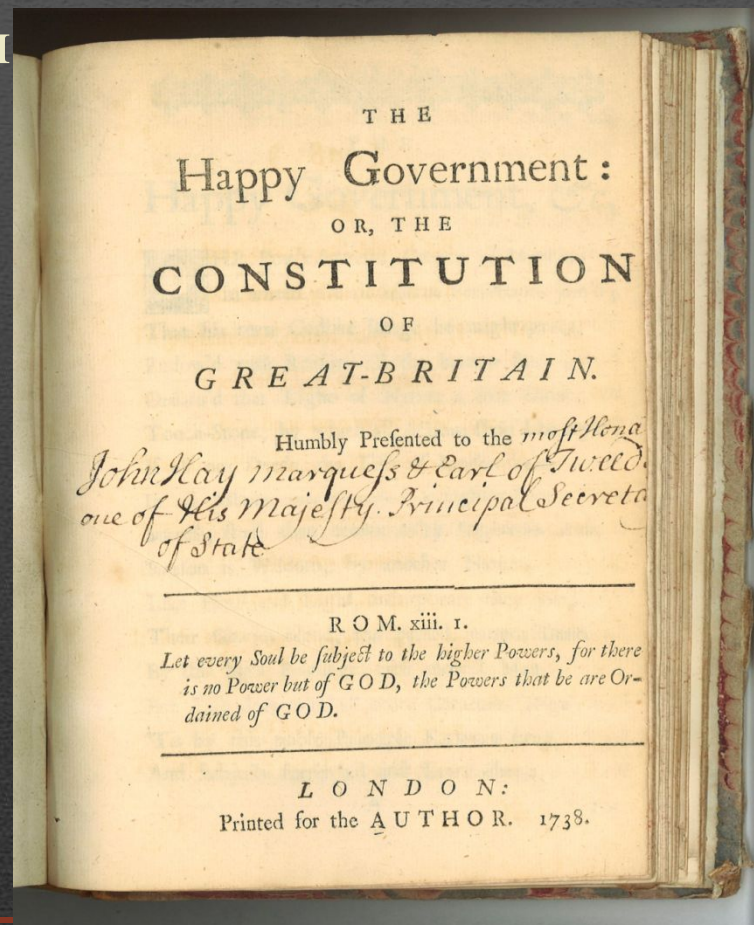 THE
Happy Government:
OR, THE
CONSTITUTION
OF
GREAT-BRITAIN.
Humbly Preſented to the moſt Hona
John Hay marqueſs & Earl of Tweed
one of His Majeſty. Principal Secreta
of State
ROM. xiii. 1.
Let every Soul be ſubject to the higher Powers, for there
is no Power but of GOD, the Powers that be are Or-
dained of GOD.
LONDON:
Printed for the AUTHOR. 1738.